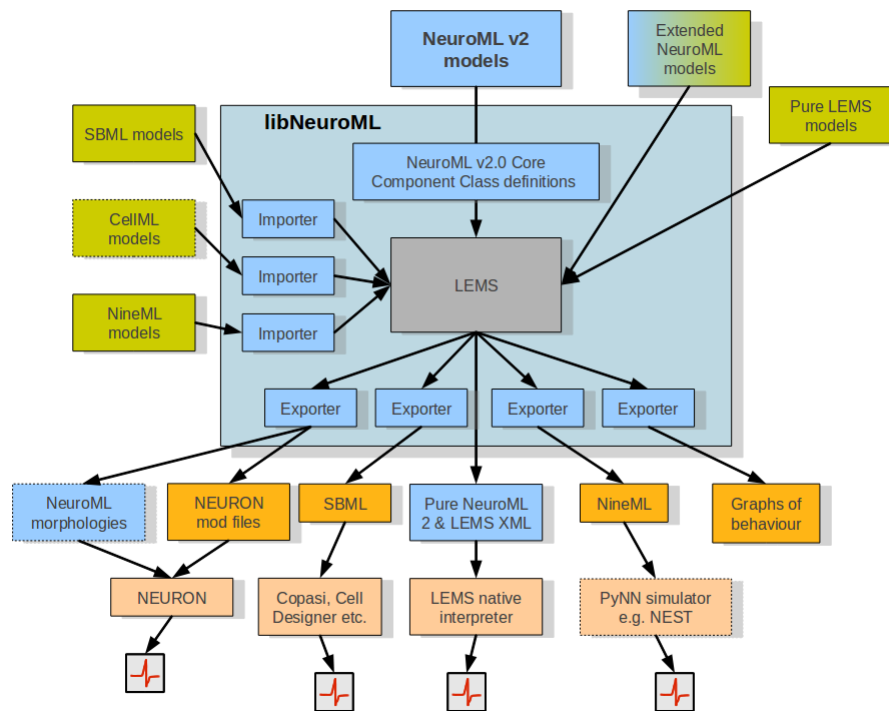 NeuroML v2
models
Extended
NeuroML
models
Pure LEMS
models
libNeuroML
SBML models
NeuroML v2.0 Core
Component Class definitions
CellML
models
Importer
Importer
LEMS
NineML
models
Importer
Exporter
Exporter
Exporter
Exporter
NeuroML
morphologies
NEURON
mod files
SBML
Pure NeuroML
2 & LEMS XML
NineML
Graphs of
behaviour
NEURON
Copasi, Cell
Designer etc.
LEMS native
interpreter
PyNN simulator
e.g. NEST